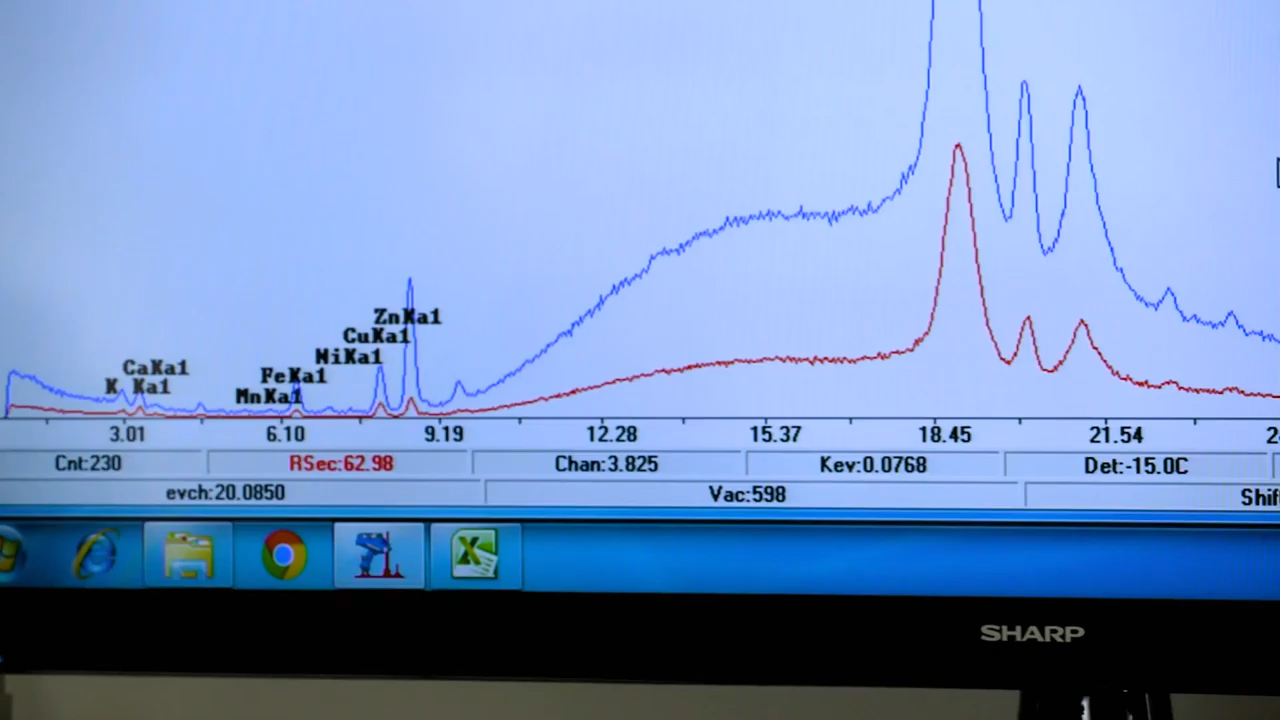 ZnKa1
CuKa1
NiKa1
CaKa1
FeKa1
K Ka1
MnKa1
3.01 6.10 9.19 12.28 15.37 18.45 21.54
Cnt:230 RSec:62.98 Chan:3.825 Kev:0.0768 Det:-15.0C
evch:20.0850 Vac:598
SHARP